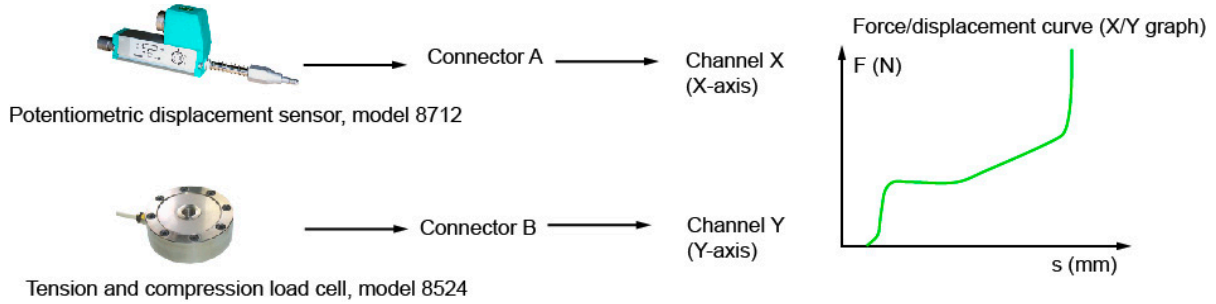 Force/displacement curve (X/Y graph)
Connector A
Channel X
(X-axis)
F (N)
Potentiometric displacement sensor, model 8712
Connector B
Channel Y
(Y-axis)
s (mm)
Tension and compression load cell, model 8524